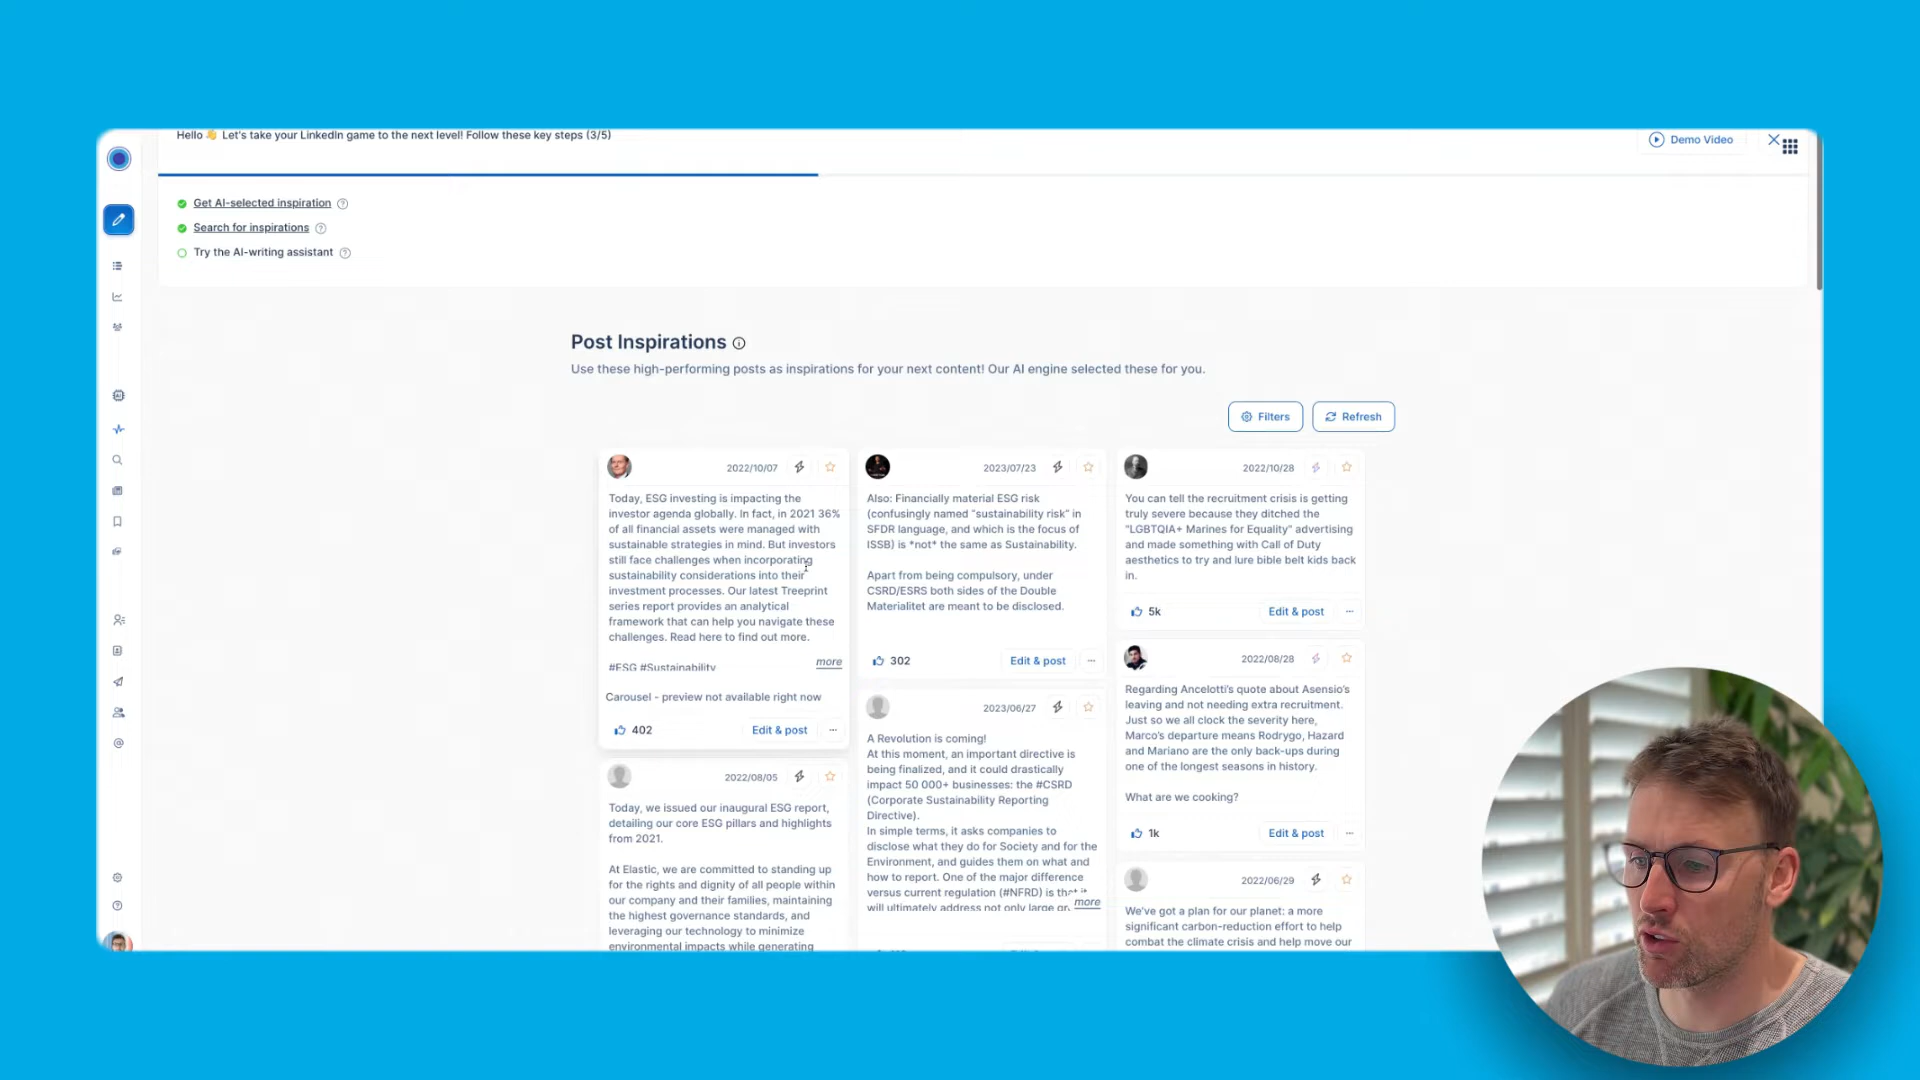 Hello 👋 Let's take your LinkedIn game to the next level! Follow these key steps (3/5)
Demo Video
Get AI-selected inspiration
Search for inspirations
Try the AI-writing assistant
Post Inspirations
Use these high-performing posts as inspirations for your next content! Our AI engine selected these for you.
Filters
Refresh
2022/10/07
Today, ESG investing is impacting the
investor agenda globally. In fact, in 2021 36%
of all financial assets were managed with
sustainable strategies in mind. But investors
still face challenges when incorporating
sustainability considerations into their
investment processes. Our latest Treeprint
series report provides an analytical
framework that can help you navigate these
challenges. Read here to find out more.
#ESG #Sustainability
more
Carousel - preview not available right now
402
Edit & post
2022/08/05
Today, we issued our inaugural ESG report,
detailing our core ESG pillars and highlights
from 2021.
At Elastic, we are committed to standing up
for the rights and dignity of all people within
our company and their families, maintaining
the highest governance standards, and
leveraging our technology to minimize
environmental impacts while generating
2023/07/23
Also: Financially material ESG risk
(confusingly named "sustainability risk" in
SFDR language, and which is the focus of
ISSB) is *not* the same as Sustainability.
Apart from being compulsory, under
CSRD/ESRS both sides of the Double
Materialitet are meant to be disclosed.
302
Edit & post
2023/06/27
A Revolution is coming!
At this moment, an important directive is
being finalized, and it could drastically
impact 50 000+ businesses: the #CSRD
(Corporate Sustainability Reporting
Directive).
In simple terms, it asks companies to
disclose what they do for Society and for the
Environment, and guides them on what and
how to report. One of the major difference
versus current regulation (#NFRD) is that it
will ultimately address not only large
more
2022/10/28
You can tell the recruitment crisis is getting
truly severe because they ditched the
"LGBTQIA+ Marines for Equality" advertising
and made something with Call of Duty
aesthetics to try and lure bible belt kids back
in.
5k
Edit & post
2022/08/28
Regarding Ancelotti's quote about Asensio's
leaving and not needing extra recruitment.
Just so we all clock the severity here,
Marco's departure means Rodrygo, Hazard
and Mariano are the only back-ups during
one of the longest seasons in history.
What are we cooking?
1k
Edit & post
2022/06/29
We've got a plan for our planet: a more
significant carbon-reduction effort to help
combat the climate crisis and help move our